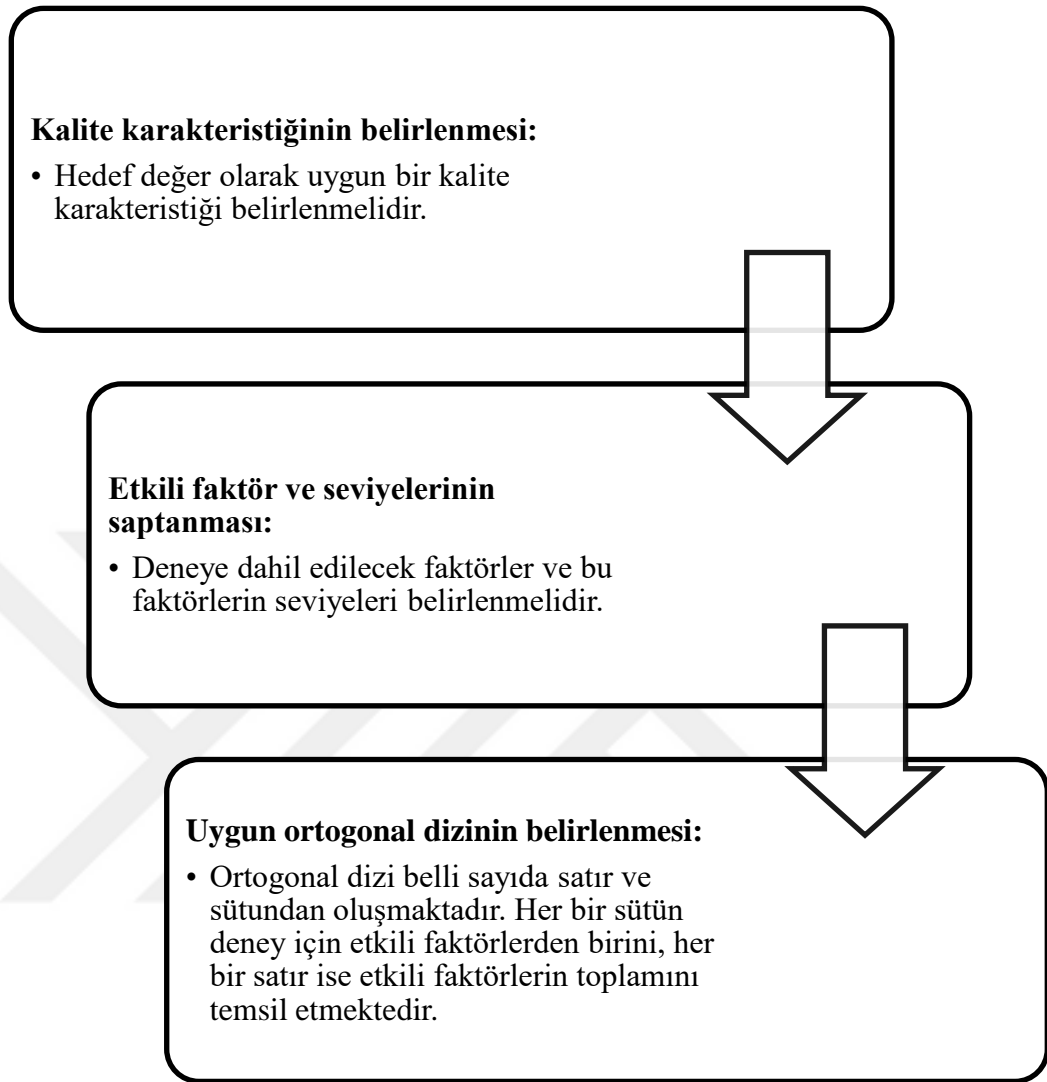 Kalite karakteristiğinin belirlenmesi:
• Hedef değer olarak uygun bir kalite
karakteristiği belirlenmelidir.
Etkili faktör ve seviyelerinin
saptanması:
• Deneye dahil edilecek faktörler ve bu
faktörlerin seviyeleri belirlenmelidir.
Uygun ortogonal dizinin belirlenmesi:
• Ortogonal dizi belli sayıda satır ve
sütundan oluşmaktadır. Her bir sütün
deney için etkili faktörlerden birini, her
bir satır ise etkili faktörlerin toplamını
temsil etmektedir.